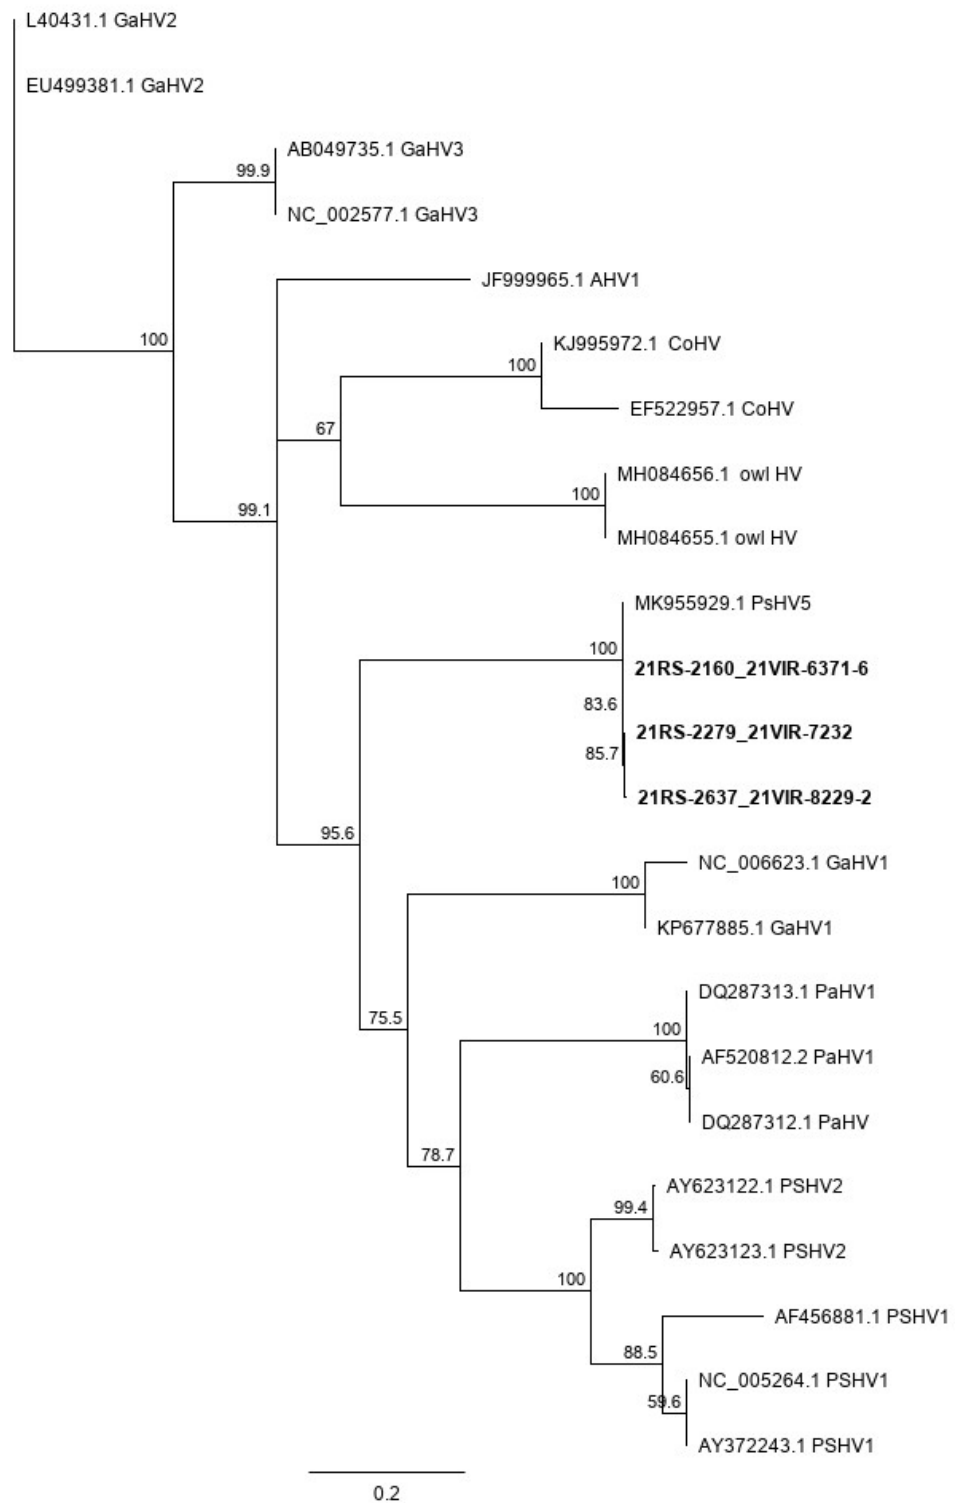 L40431.1 GaHV2
EU499381.1 GaHV2
AB049735.1 GaHV3
99.9
NC_002577.1 GaHV3
JF999965.1 AHV1
100
KJ995972.1 CoHV
100
EF522957.1 CoHV
67
MH084656.1 owl HV
100
99.1
MH084655.1 owl HV
MK955929.1 PsHV5
100
21RS-2160_21VIR-6371-6
83.6
21RS-2279_21VIR-7232
85.7
21RS-2637_21VIR-8229-2
95.6
NC_006623.1 GaHV1
100
KP677885.1 GaHV1
DQ287313.1 PaHV1
75.5
100
AF520812.2 PaHV1
60.6
DQ287312.1 PaHV
78.7
AY623122.1 PSHV2
99.4
AY623123.1 PSHV2
100
AF456881.1 PSHV1
88.5
NC_005264.1 PSHV1
59.6
AY372243.1 PSHV1
0.2